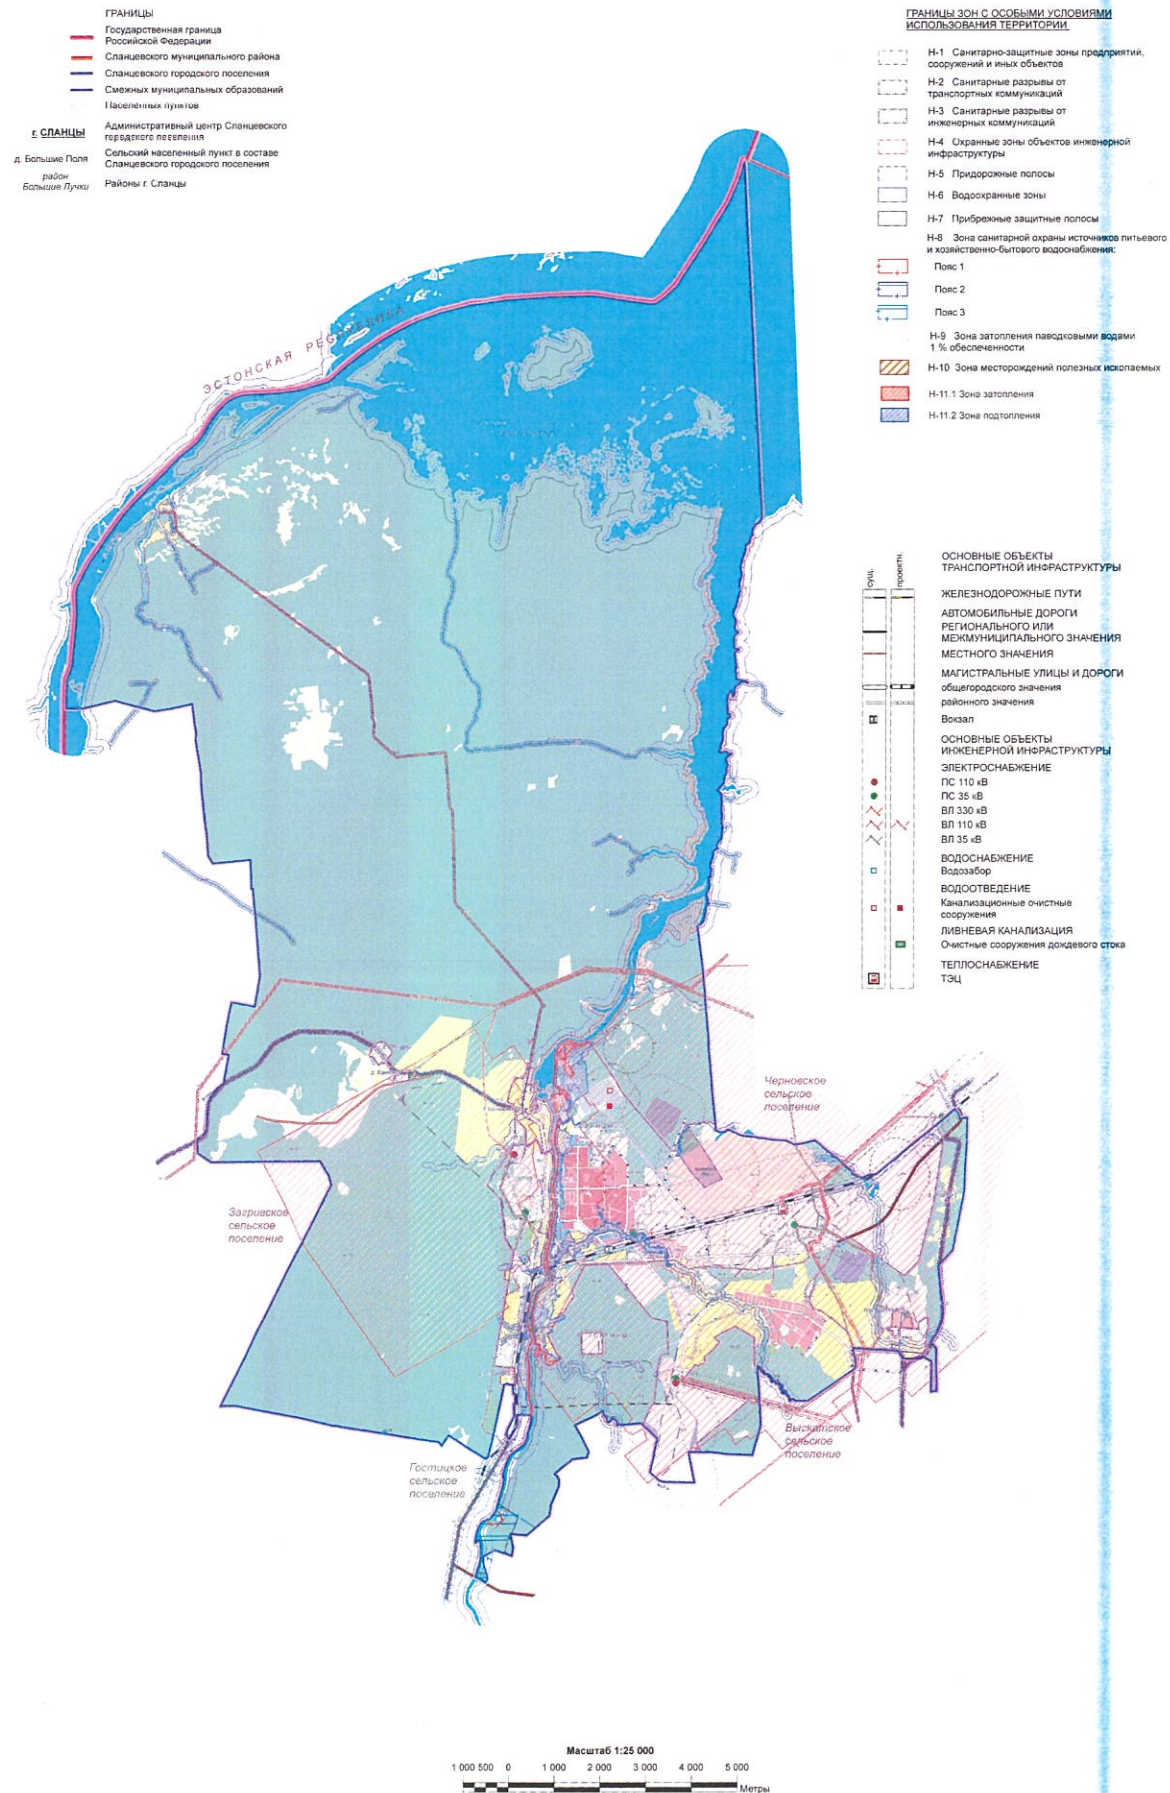 ГРАНИЦЫ
Государственная граница
Российской Федерации
Сланцевского муниципального района
Сланцевского городского поселения
Смежных муниципальных образований
Населенных пунктов
г. СЛАНЦЫ
Административный центр Сланцевского
городского поселения
д. Большие Поля
Сельский населенный пункт в составе
Сланцевского городского поселения
район
Большие Лучки
Районы г. Сланцы
ГРАНИЦЫ ЗОН С ОСОБЫМИ УСЛОВИЯМИ
ИСПОЛЬЗОВАНИЯ ТЕРРИТОРИИ
Н-1 Санитарно-защитные зоны предприятий,
сооружений и иных объектов
Н-2 Санитарные разрывы от
транспортных коммуникаций
Н-3 Санитарные разрывы от
инженерных коммуникаций
Н-4 Охранные зоны объектов инженерной
инфраструктуры
Н-5 Придорожные полосы
Н-6 Водоохранные зоны
Н-7 Прибрежные защитные полосы
Н-8 Зона санитарной охраны источников питьевого
и хозяйственно-бытового водоснабжения:
Пояс 1
Пояс 2
Пояс 3
Н-9 Зона затопления паводковыми водами
1 % обеспеченности
Н-10 Зона месторождений полезных ископаемых
Н-11.1 Зона затопления
Н-11.2 Зона подтопления
ЭСТОНСКАЯ РЕСПУБЛИКА
сущ.
проектн.
ОСНОВНЫЕ ОБЪЕКТЫ
ТРАНСПОРТНОЙ ИНФРАСТРУКТУРЫ
ЖЕЛЕЗНОДОРОЖНЫЕ ПУТИ
АВТОМОБИЛЬНЫЕ ДОРОГИ
РЕГИОНАЛЬНОГО ИЛИ
МЕЖМУНИЦИПАЛЬНОГО ЗНАЧЕНИЯ
МЕСТНОГО ЗНАЧЕНИЯ
МАГИСТРАЛЬНЫЕ УЛИЦЫ И ДОРОГИ
общегородского значения
районного значения
Вокзал
ОСНОВНЫЕ ОБЪЕКТЫ
ИНЖЕНЕРНОЙ ИНФРАСТРУКТУРЫ
ЭЛЕКТРОСНАБЖЕНИЕ
ПС 110 кВ
ПС 35 кВ
ВЛ 330 кВ
ВЛ 110 кВ
ВЛ 35 кВ
ВОДОСНАБЖЕНИЕ
Водозабор
ВОДООТВЕДЕНИЕ
Канализационные очистные
сооружения
ЛИВНЕВАЯ КАНАЛИЗАЦИЯ
Очистные сооружения дождевого стока
ТЕПЛОСНАБЖЕНИЕ
ТЭЦ
Черновское
сельское
поселение
Загривское
сельское
поселение
Выскатское
сельское
поселение
Гостицкое
сельское
поселение
Масштаб 1:25 000
1 000 500 0 1 000 2 000 3 000 4 000 5 000
Метры